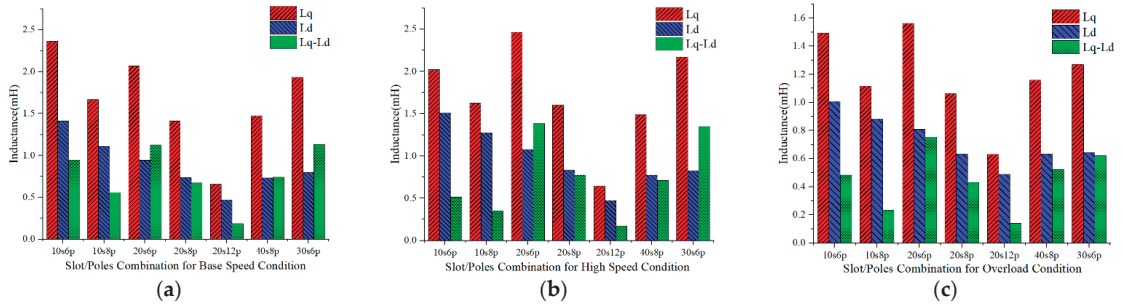 (a)
Lq
Ld
Lq-Ld
Inductance(mH)
2.5
2.0
1.5
1.0
0.5
0.0
10s6p 10s8p 20s6p 20s8p 20s12p 40s8p 30s6p
Slot/Poles Combination for Base Speed Condition
(a)
(b)
Lq
Ld
Lq-Ld
Inductance(mH)
2.5
2.0
1.5
1.0
0.5
0.0
10s6p 10s8p 20s6p 20s8p 20s12p 40s8p 30s6p
Slot/Poles Combination for High Speed Condition
(b)
(c)
Lq
Ld
Lq-Ld
Inductance(mH)
1.6
1.4
1.2
1.0
0.8
0.6
0.4
0.2
0.0
10s6p 10s8p 20s6p 20s8p 20s12p 40s8p 30s6p
Slot/Poles Combination for Overload Condition
(c)